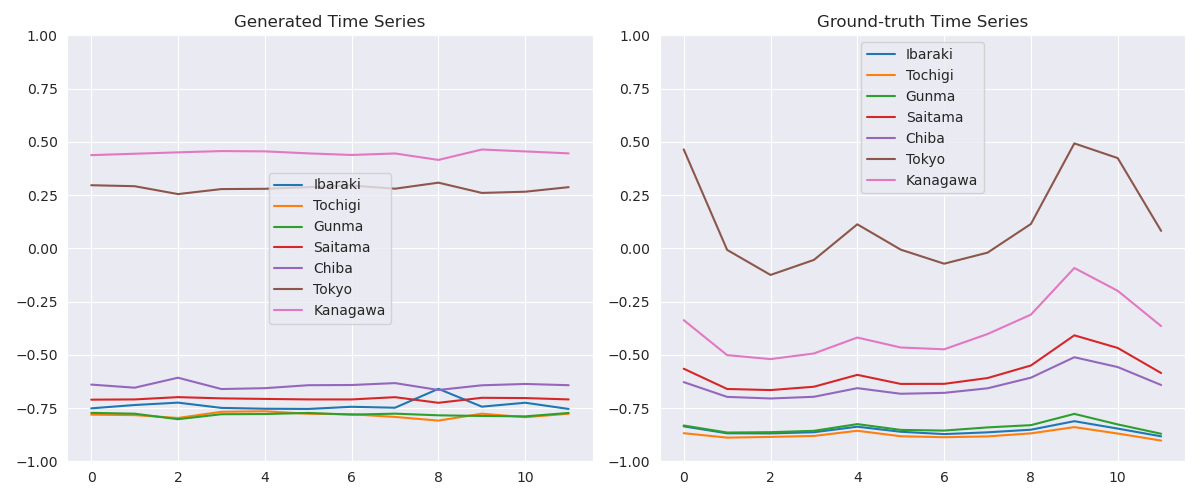 Generated Time Series
1.00
0.75
0.50
0.25
0.00
−0.25
−0.50
−0.75
−1.00
0 2 4 6 8 10
Ibaraki
Tochigi
Gunma
Saitama
Chiba
Tokyo
Kanagawa
Ground-truth Time Series
1.00
0.75
0.50
0.25
0.00
−0.25
−0.50
−0.75
−1.00
0 2 4 6 8 10
Ibaraki
Tochigi
Gunma
Saitama
Chiba
Tokyo
Kanagawa